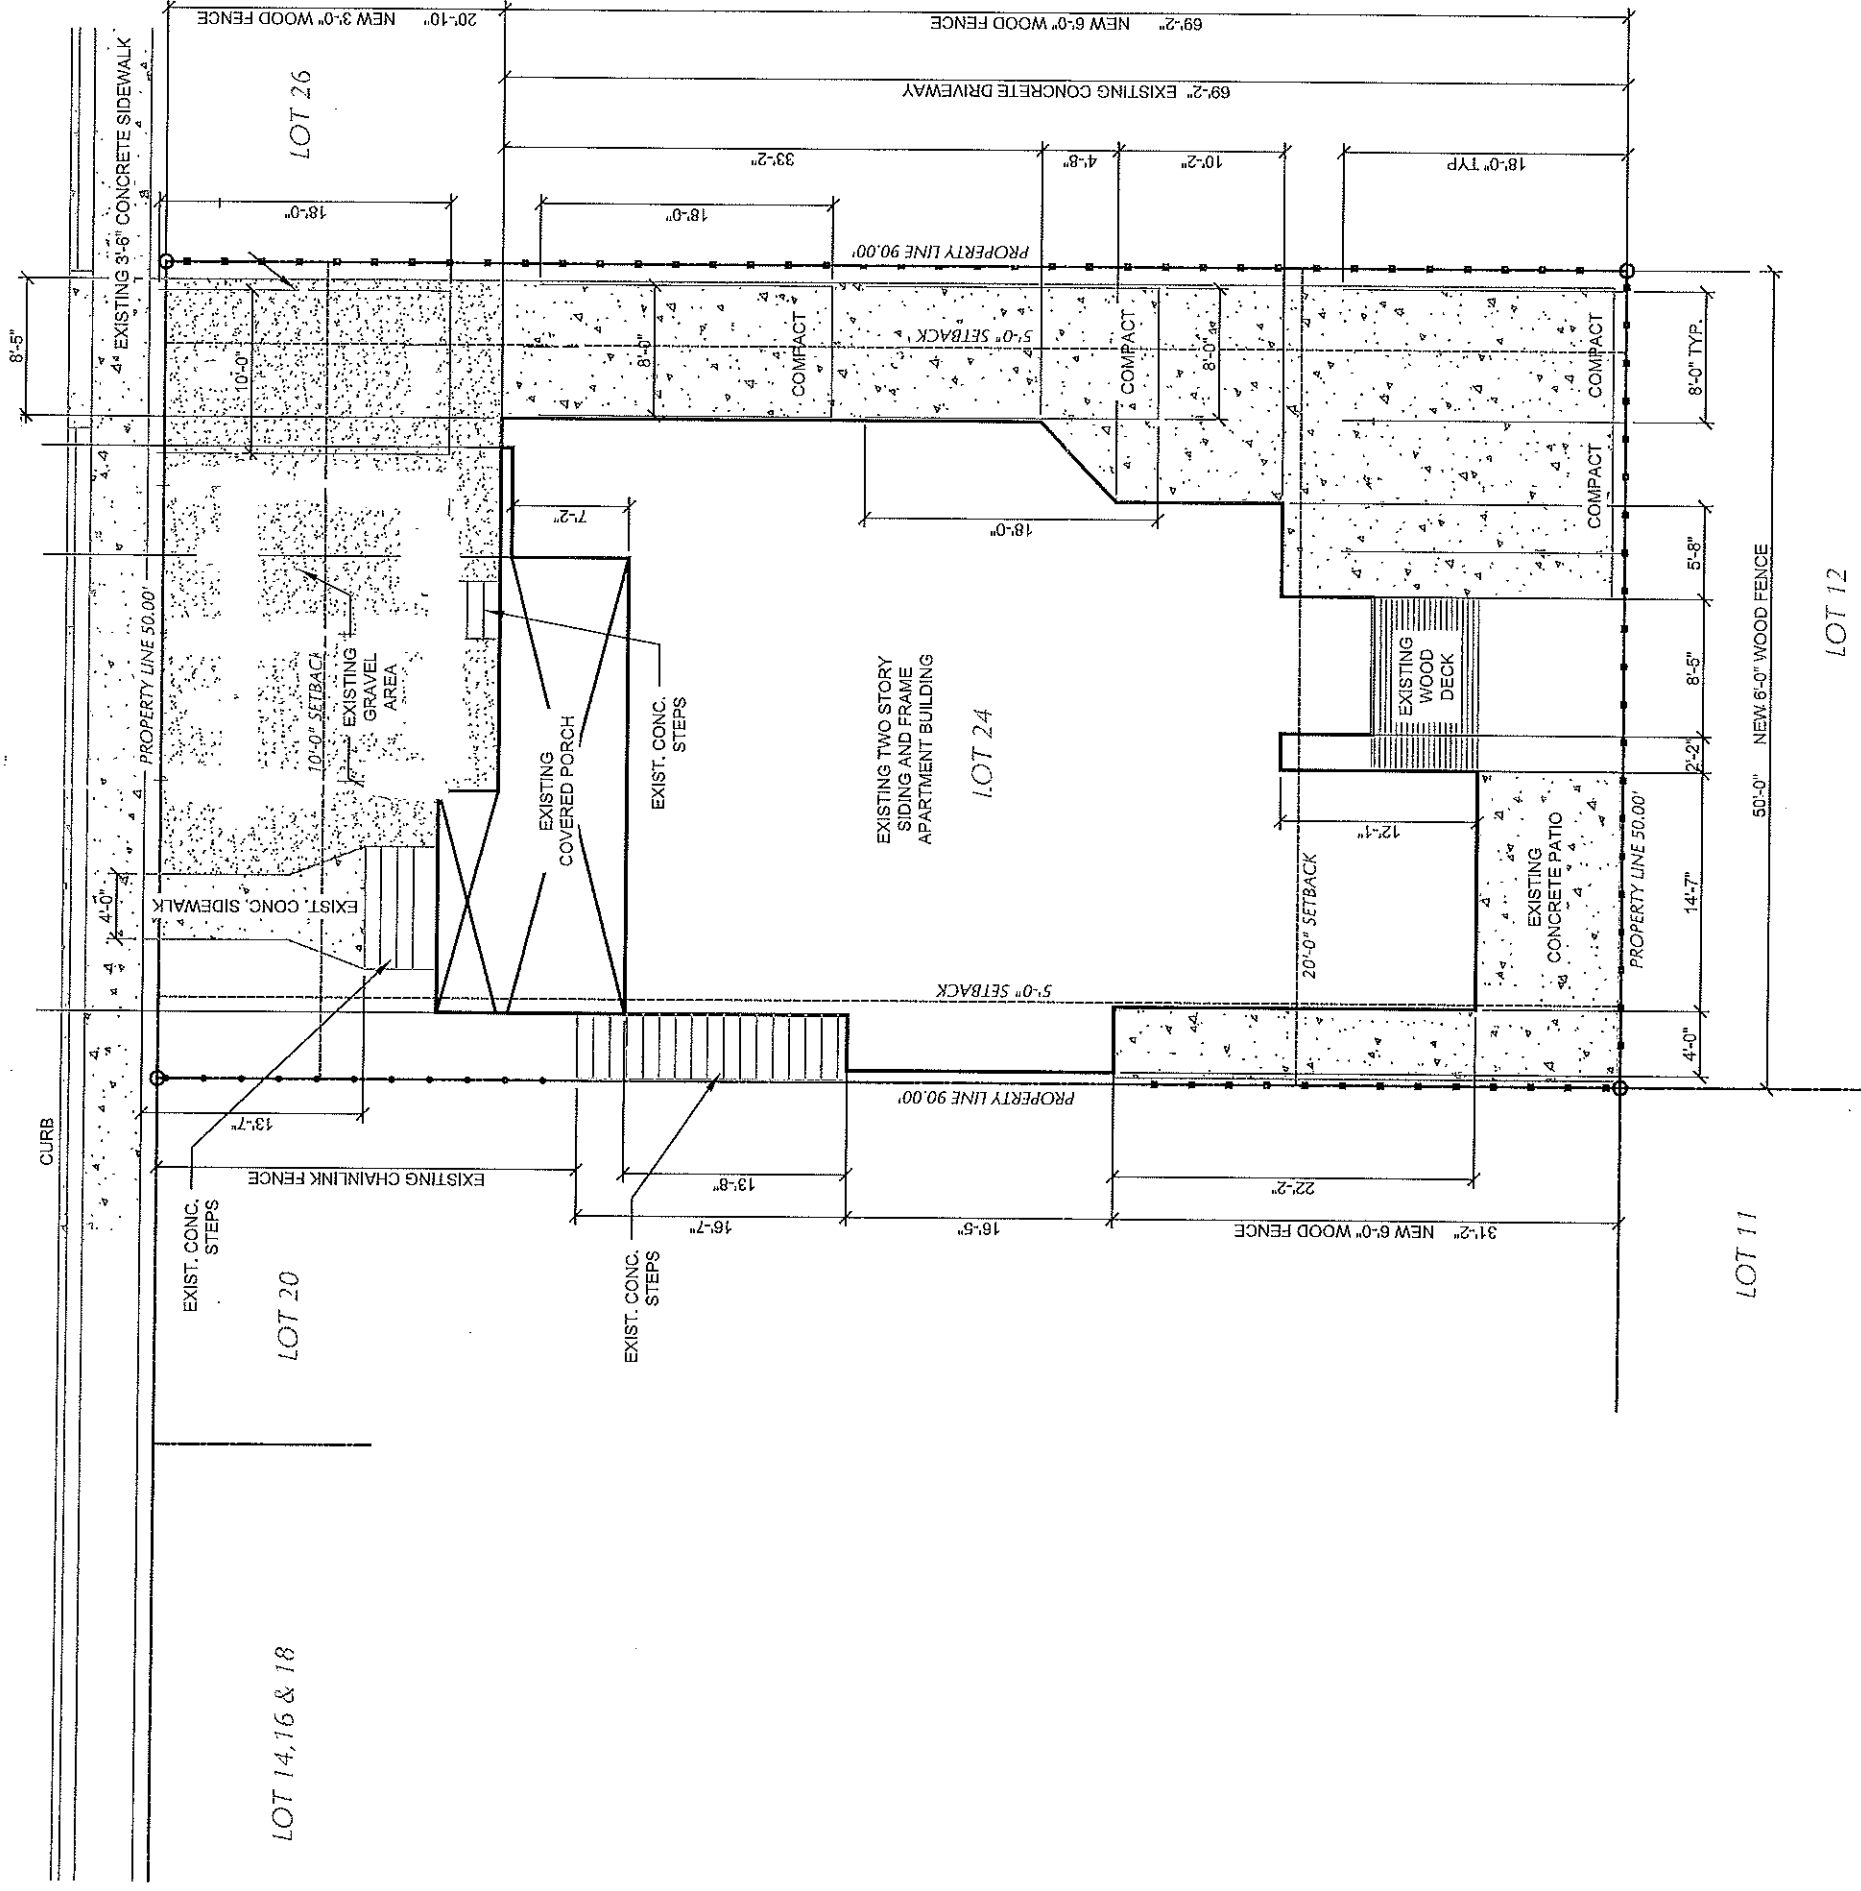 CURB
EXISTING 3'-6" CONCRETE SIDEWALK
8'-5"
20'-10" NEW 3'-0" WOOD FENCE
69'-2" NEW 6'-0" WOOD FENCE
69'-2" EXISTING CONCRETE DRIVEWAY
LOT 26
18'-0"
33'-2"
4'-8"
10'-2"
18'-0" TYP
18'-0"
PROPERTY LINE 90.00'
10'-0"
8'-0"
COMPACT
5'-0" SETBACK
COMPACT
8'-0"
COMPACT
COMPACT
8'-0" TYP.
PROPERTY LINE 50.00'
10'-0" SETBACK
EXISTING
GRAVEL
AREA
7'-2"
18'-0"
4'-0"
EXIST. CONC. SIDEWALK
EXISTING
COVERED PORCH
EXIST. CONC.
STEPS
EXISTING TWO STORY
SIDING AND FRAME
APARTMENT BUILDING
LOT 24
EXISTING
WOOD
DECK
5'-8"
8'-5"
2'-2"
14'-7"
4'-0"
50'-0" NEW 6'-0" WOOD FENCE
LOT 12
12'-1"
20'-0" SETBACK
EXISTING
CONCRETE PATIO
PROPERTY LINE 50.00'
5'-0" SETBACK
PROPERTY LINE 90.00'
13'-7"
EXISTING CHAINLINK FENCE
13'-8"
16'-7"
16'-5"
22'-2"
31'-2" NEW 6'-0" WOOD FENCE
EXIST. CONC.
STEPS
EXIST. CONC.
STEPS
LOT 20
LOT 11
LOT 14,16 & 18